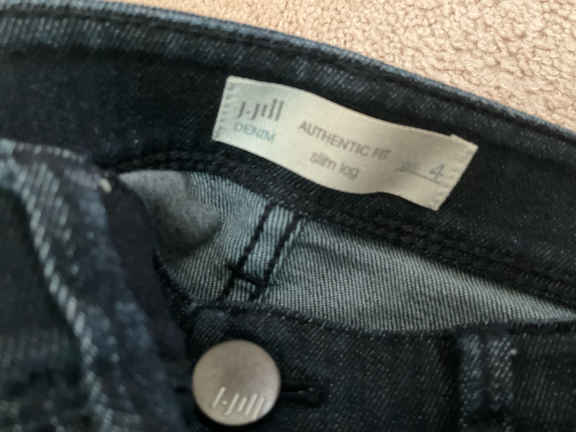 J.Jill
DENIM
AUTHENTIC FIT
slim leg
4
J.Jill